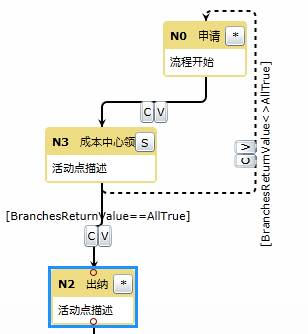 N0 申请 *
流程开始
C V
N3 成本中心领 S
活动点描述
[BranchesReturnValue<>AllTrue]
C V
[BranchesReturnValue==AllTrue]
C V
N2 出纳 *
活动点描述